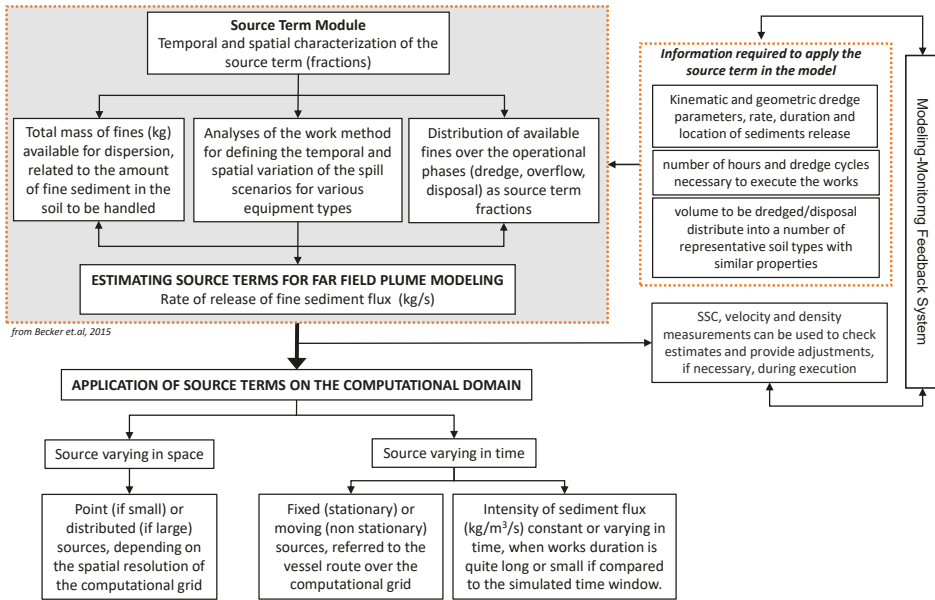 Source Term Module
Temporal and spatial characterization of the
source term (fractions)
Total mass of fines (kg)
available for dispersion,
related to the amount
of fine sediment in the
soil to be handled
Analyses of the work method
for defining the temporal and
spatial variation of the spill
scenarios for various
equipment types
Distribution of available
fines over the operational
phases (dredge, overflow,
disposal) as source term
fractions
ESTIMATING SOURCE TERMS FOR FAR FIELD PLUME MODELING
Rate of release of fine sediment flux (kg/s)
from Becker et.al, 2015
Information required to apply the
source term in the model
Kinematic and geometric dredge
parameters, rate, duration and
location of sediments release
number of hours and dredge cycles
necessary to execute the works
volume to be dredged/disposal
distribute into a number of
representative soil types with
similar properties
Modeling-Monitomg Feedback System
SSC, velocity and density
measurements can be used to check
estimates and provide adjustments,
if necessary, during execution
APPLICATION OF SOURCE TERMS ON THE COMPUTATIONAL DOMAIN
Source varying in space
Source varying in time
Point (if small) or
distributed (if large)
sources, depending on
the spatial resolution
of the computational grid
Fixed (stationary) or
moving (non stationary)
sources, referred to the
vessel route over the
computational grid
Intensity of sediment flux
(kg/m³/s) constant or varying in
time, when works duration is
quite long or small if compared
to the simulated time window.